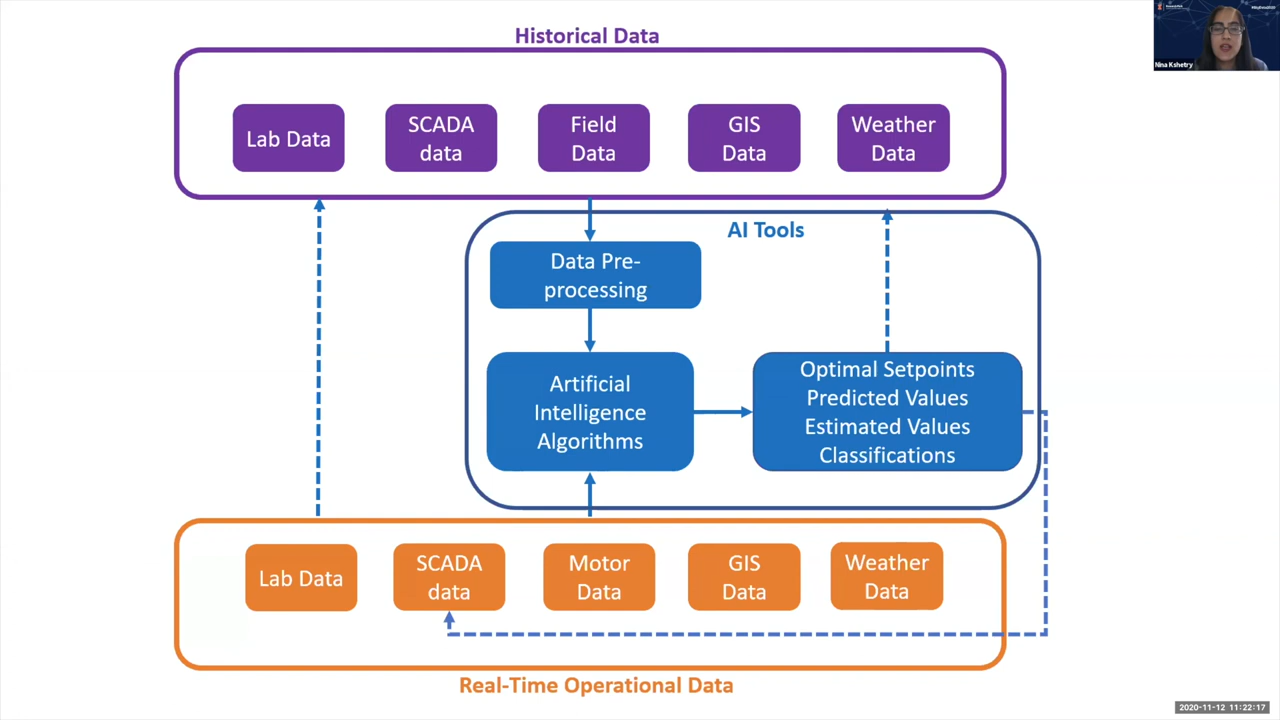 Historical Data
Lab Data
SCADA
data
Field
Data
GIS
Data
Weather
Data
AI Tools
Data Pre-
processing
Artificial
Intelligence
Algorithms
Optimal Setpoints
Predicted Values
Estimated Values
Classifications
Lab Data
SCADA
data
Motor
Data
GIS
Data
Weather
Data
Real-Time Operational Data
Nina Kshetry
2020-11-12 11:22:17